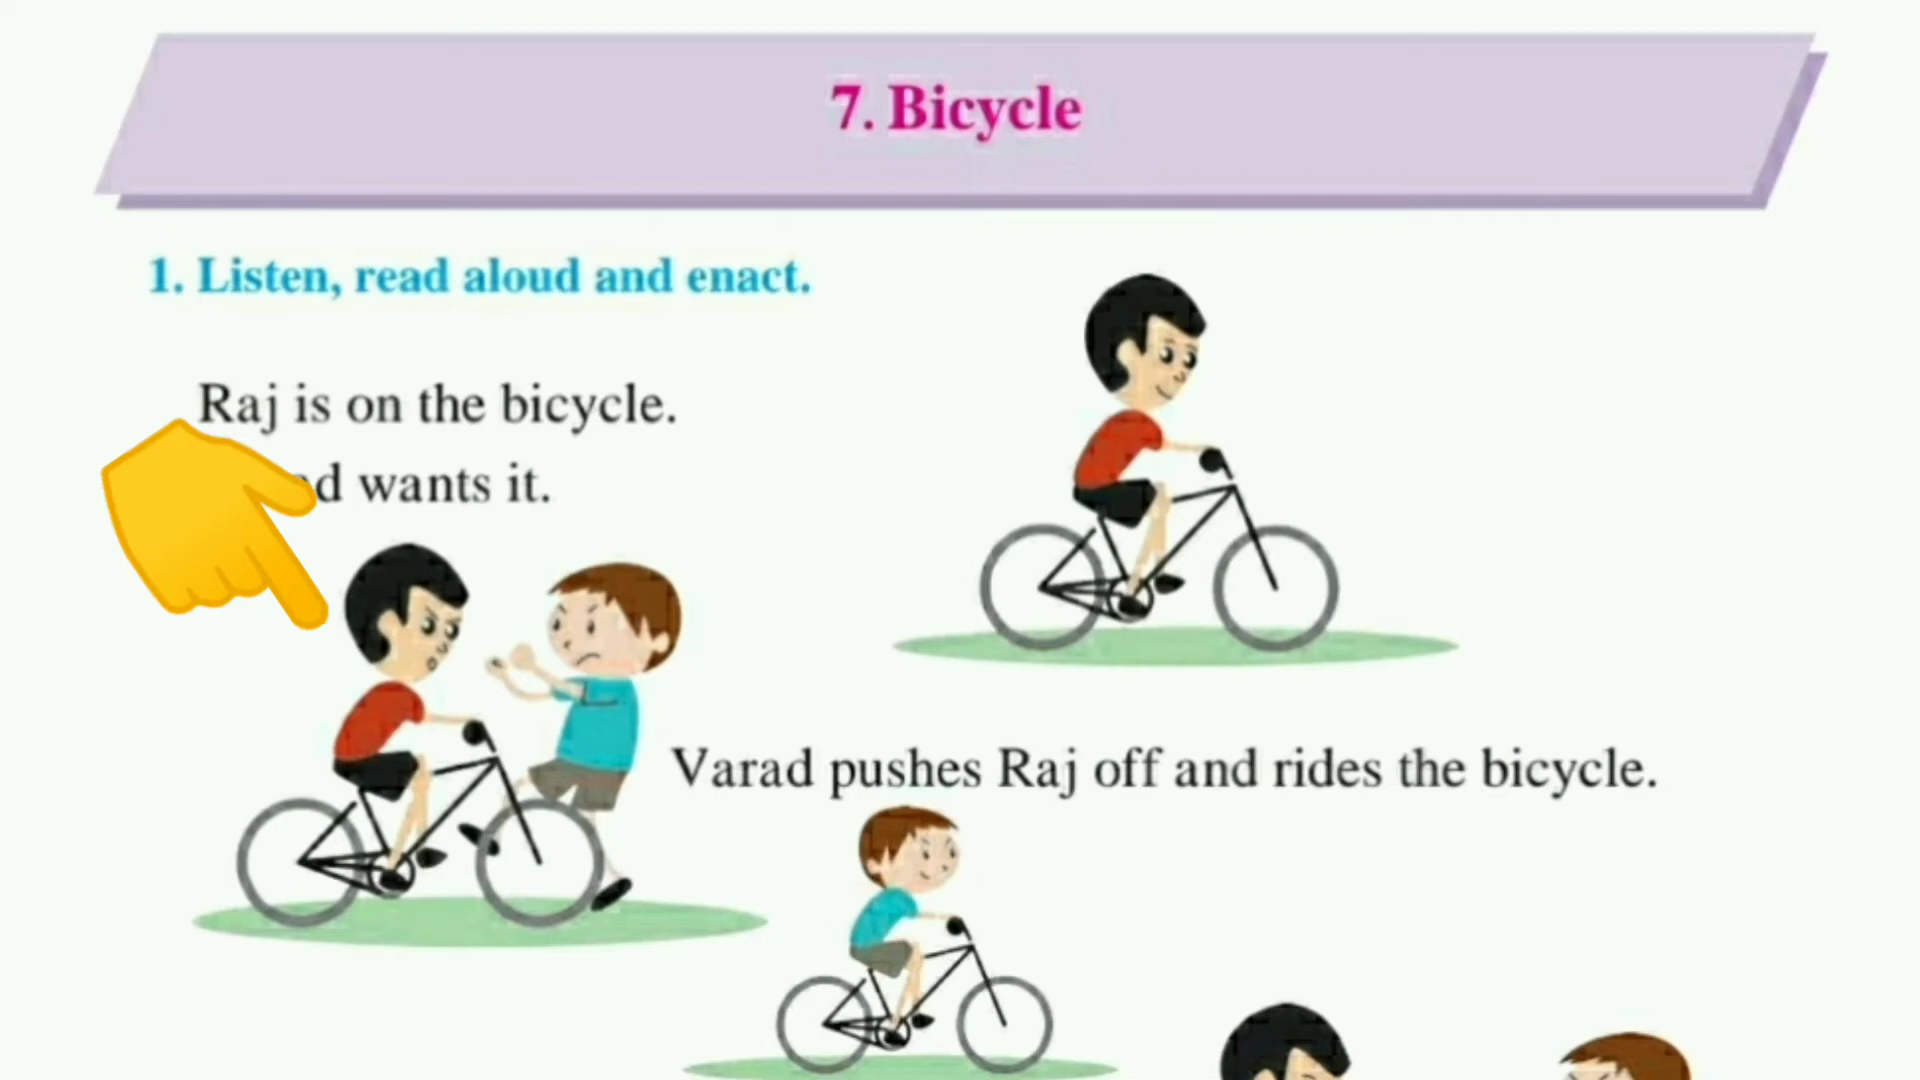 7. Bicycle
1. Listen, read aloud and enact.
Raj is on the bicycle.
wants it.
Varad pushes Raj off and rides the bicycle.